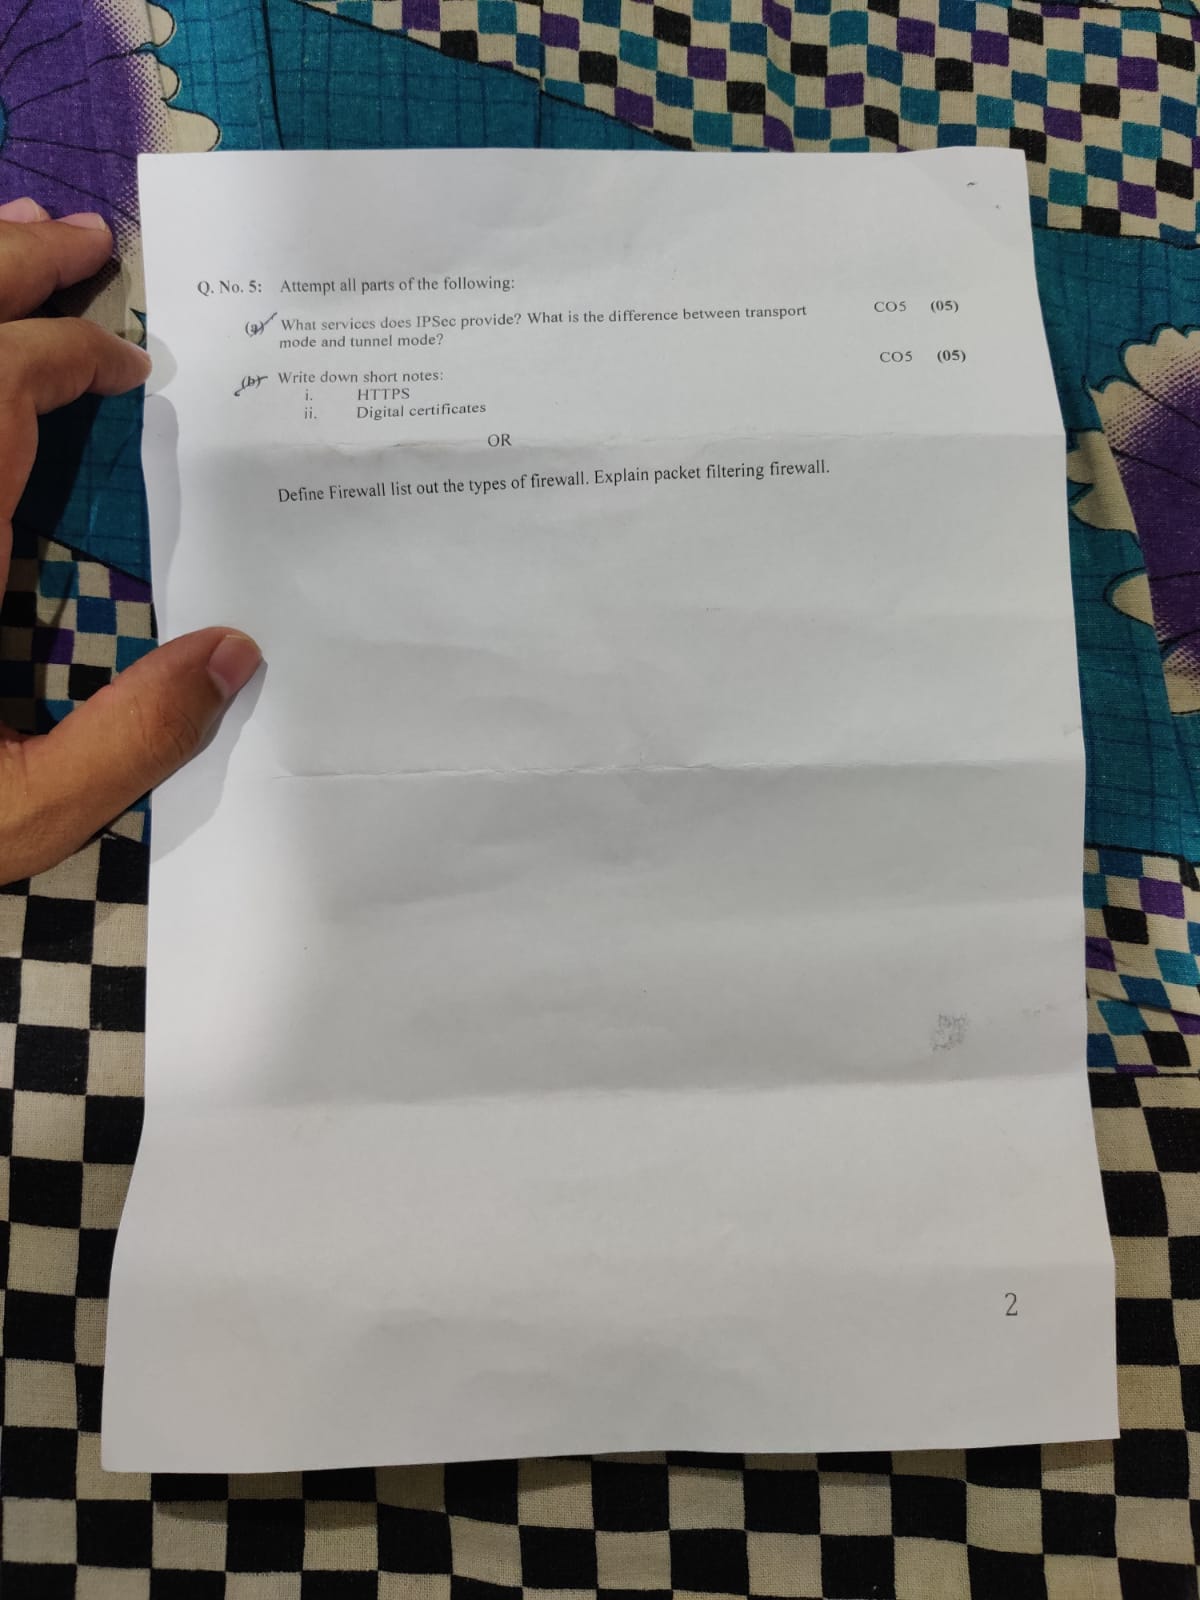 Q. No. 5: Attempt all parts of the following:
(a) What services does IPSec provide? What is the difference between transport CO5 (05)
mode and tunnel mode?
(b) Write down short notes: CO5 (05)
i. HTTPS
ii. Digital certificates
OR
Define Firewall list out the types of firewall. Explain packet filtering firewall.
2